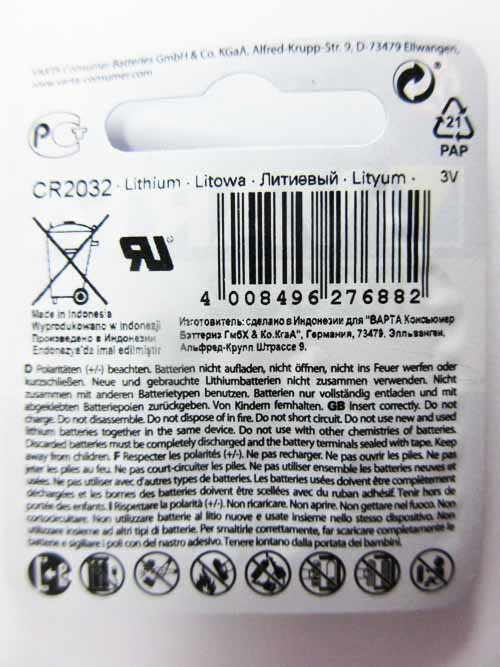 VARTA Consumer Batteries GmbH & Co. KGaA, Alfred-Krupp-Str. 9, D-73479 Ellwangen,
www.varta-consumer.com
21
PAP
CR2032 · Lithium · Litowa · Литиевый · Lityum · 3V
4 008496 276882
Made in Indonesia
Wyprodukowano w Indonezji
Произведено в Индонезии
Endonezya'da imal edilmiştir
Изготовитель: сделано в Индонезии для "ВАРТА Консьюмер
Бэттериз ГмбХ & Ко.КгаА", Германия, 73479. Эллванген,
Альфред-Крупп Штрассе 9.
D Polaritäten (+/-) beachten. Batterien nicht aufladen, nicht öffnen, nicht ins Feuer werfen oder
kurzschließen. Neue und gebrauchte Lithiumbatterien nicht zusammen verwenden. Nicht
zusammen mit anderen Batterietypen benutzen. Batterien nur vollständig entladen und mit
abgeklebten Batteriepolen zurückgeben. Von Kindern fernhalten. GB Insert correctly. Do not
charge. Do not disassemble. Do not dispose of in fire. Do not short circuit. Do not use new and used
lithium batteries together in the same device. Do not use with other chemistries of batteries.
Discarded batteries must be completely discharged and the battery terminals sealed with tape. Keep
away from children. F Respecter les polarités (+/-). Ne pas recharger. Ne pas ouvrir les piles. Ne pas
jeter les piles au feu. Ne pas court-circuiter les piles. Ne pas utiliser ensemble les batteries neuves et
usées. Ne pas utiliser avec d'autres types de batteries. Les batteries usées doivent être complètement
déchargées et les bornes des batteries doivent être scellées avec du ruban adhésif. Tenir hors de
portée des enfants. I Rispettare la polarità (+/-). Non ricaricare. Non aprire. Non gettare nel fuoco. Non
cortocircuitare. Non utilizzare batterie al litio nuove e usate insieme nello stesso dispositivo. Non
utilizzare insieme ad altri tipi di batterie. Per smaltirle correttamente, far scaricare completamente le
batterie e sigillare i poli con del nastro adesivo. Tenere lontano dalla portata dei bambini.